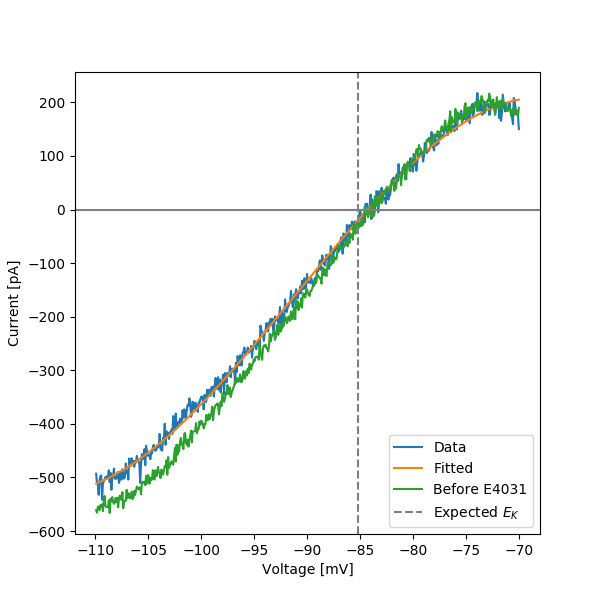 200
100
0
−100
−200
−300
−400
−500
−600
Current [pA]
Data
Fitted
Before E4031
Expected E_K
−110 −105 −100 −95 −90 −85 −80 −75 −70
Voltage [mV]